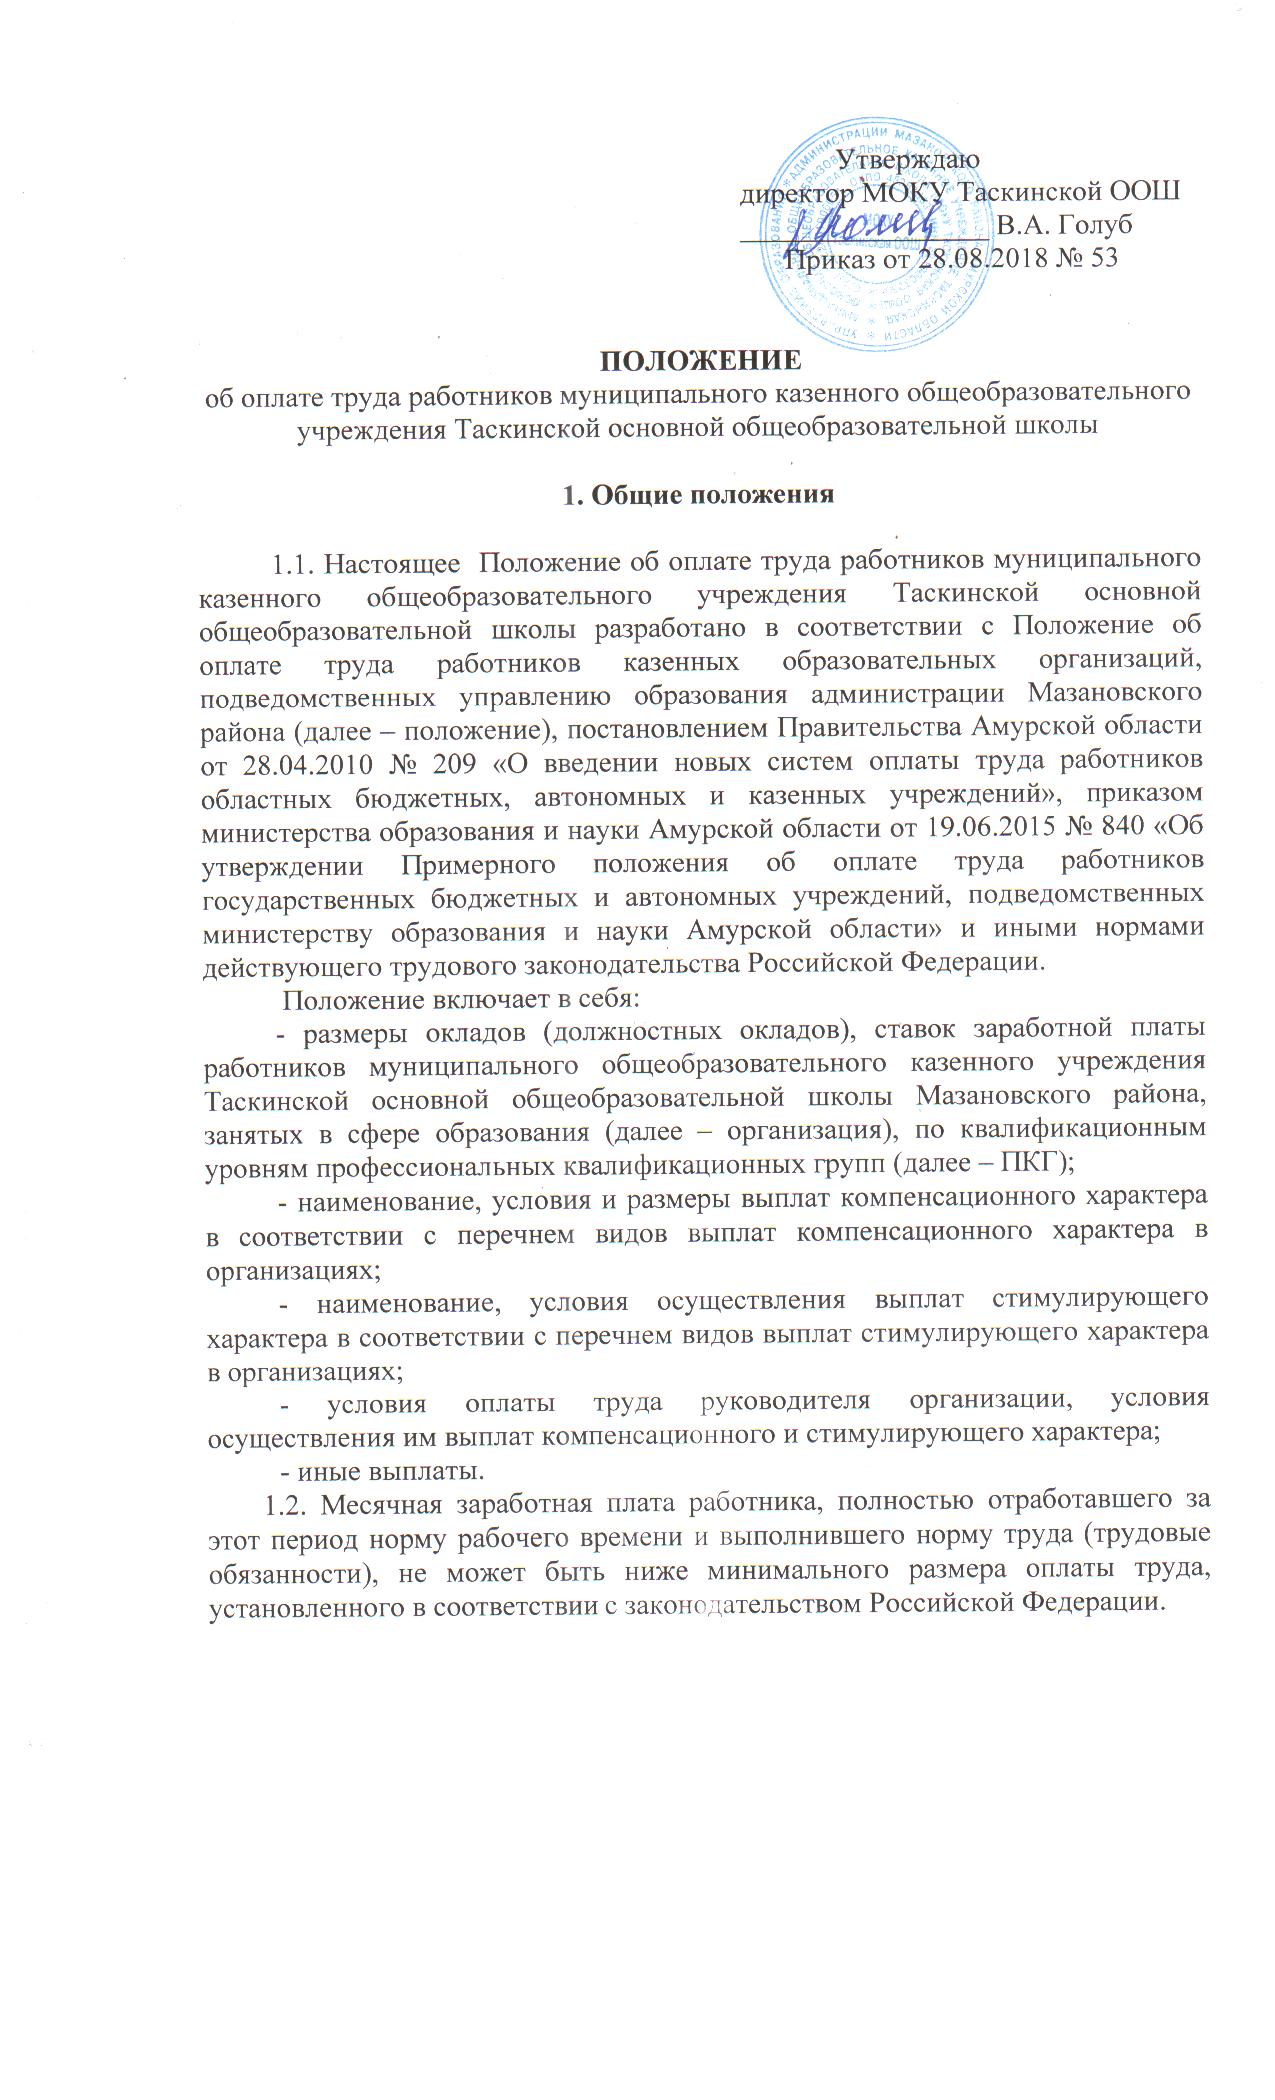 Утверждаю
директор МОКУ Таскинской ООШ
В.А. Голуб
Приказ от 28.08.2018 № 53
ПОЛОЖЕНИЕ
об оплате труда работников муниципального казенного общеобразовательного
учреждения Таскинской основной общеобразовательной школы
1. Общие положения
1.1. Настоящее Положение об оплате труда работников муниципального
казенного общеобразовательного учреждения Таскинской основной
общеобразовательной школы разработано в соответствии с Положение об
оплате труда работников казенных образовательных организаций,
подведомственных управлению образования администрации Мазановского
района (далее – положение), постановлением Правительства Амурской области
от 28.04.2010 № 209 «О введении новых систем оплаты труда работников
областных бюджетных, автономных и казенных учреждений», приказом
министерства образования и науки Амурской области от 19.06.2015 № 840 «Об
утверждении Примерного положения об оплате труда работников
государственных бюджетных и автономных учреждений, подведомственных
министерству образования и науки Амурской области» и иными нормами
действующего трудового законодательства Российской Федерации.
Положение включает в себя:
- размеры окладов (должностных окладов), ставок заработной платы
работников муниципального общеобразовательного казенного учреждения
Таскинской основной общеобразовательной школы Мазановского района,
занятых в сфере образования (далее – организация), по квалификационным
уровням профессиональных квалификационных групп (далее – ПКГ);
- наименование, условия и размеры выплат компенсационного характера
в соответствии с перечнем видов выплат компенсационного характера в
организациях;
- наименование, условия осуществления выплат стимулирующего
характера в соответствии с перечнем видов выплат стимулирующего характера
в организациях;
- условия оплаты труда руководителя организации, условия
осуществления им выплат компенсационного и стимулирующего характера;
- иные выплаты.
1.2. Месячная заработная плата работника, полностью отработавшего за
этот период норму рабочего времени и выполнившего норму труда (трудовые
обязанности), не может быть ниже минимального размера оплаты труда,
установленного в соответствии с законодательством Российской Федерации.